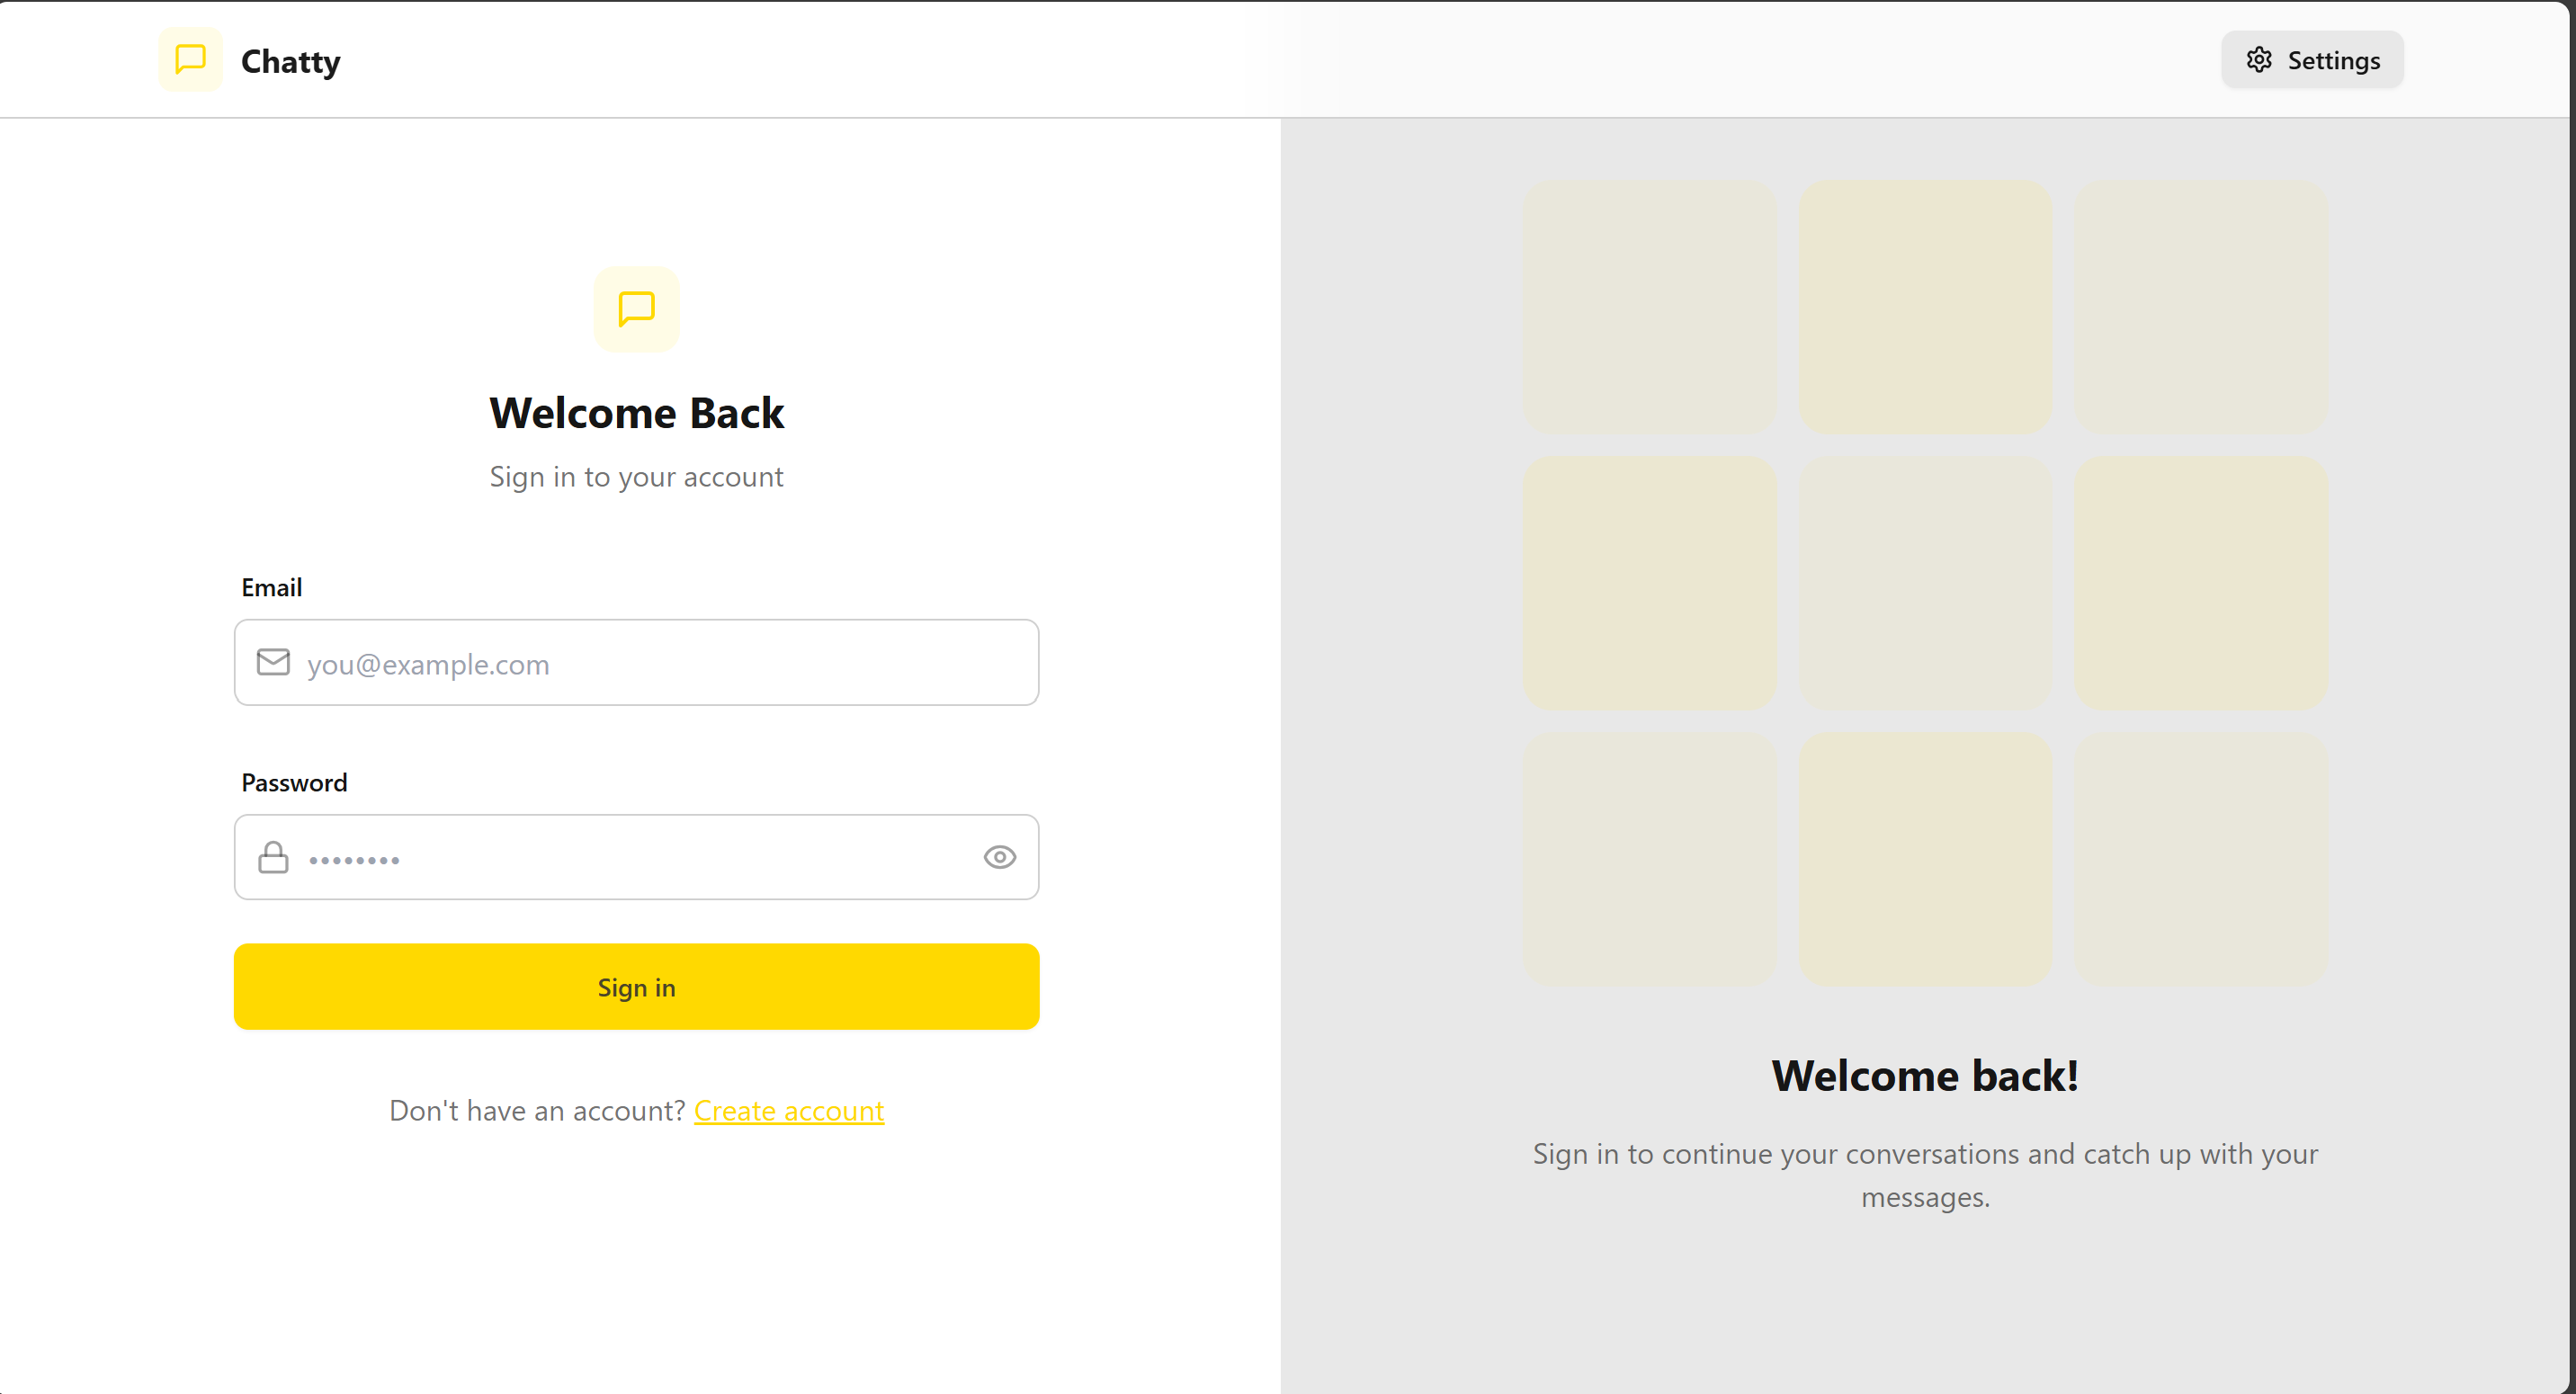 Chatty
Settings
Welcome Back
Sign in to your account
Email
you@example.com
Password
••••••••
Sign in
Don't have an account? Create account
Welcome back!
Sign in to continue your conversations and catch up with your
messages.